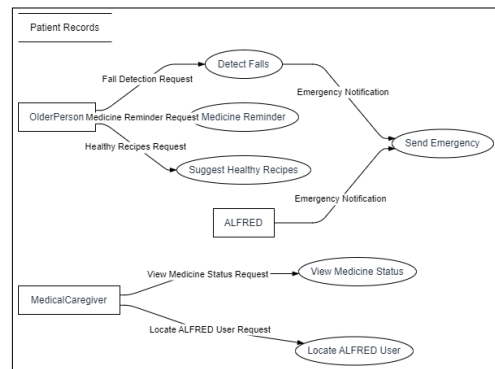 Patient Records
Detect Falls
Fall Detection Request
Emergency Notification
OlderPerson
Medicine Reminder Request
Medicine Reminder
Send Emergency
Healthy Recipes Request
Suggest Healthy Recipes
Emergency Notification
ALFRED
View Medicine Status Request
View Medicine Status
MedicalCaregiver
Locate ALFRED User Request
Locate ALFRED User